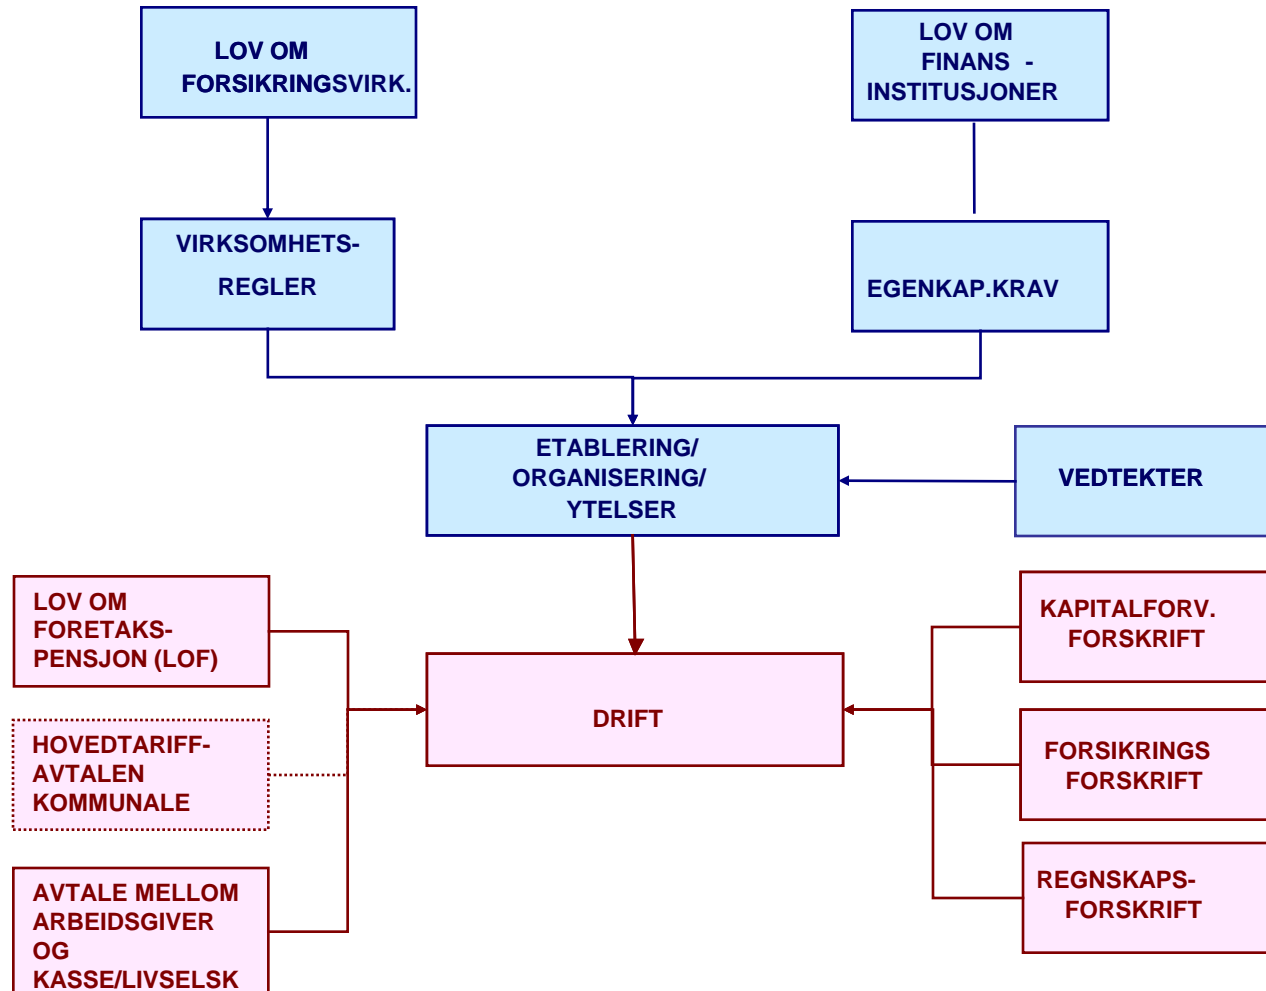 LOV OM
FORSIKRINGSVIRK.
LOV OM
FINANS -
INSTITUSJONER
VIRKSOMHETS-
REGLER
EGENKAP.KRAV
ETABLERING/
ORGANISERING/
YTELSER
VEDTEKTER
LOV OM
FORETAKS-
PENSJON (LOF)
HOVEDTARIFF-
AVTALEN
KOMMUNALE
AVTALE MELLOM
ARBEIDSGIVER
OG
KASSE/LIVSELSK
DRIFT
KAPITALFORV.
FORSKRIFT
FORSIKRINGS
FORSKRIFT
REGNSKAPS-
FORSKRIFT